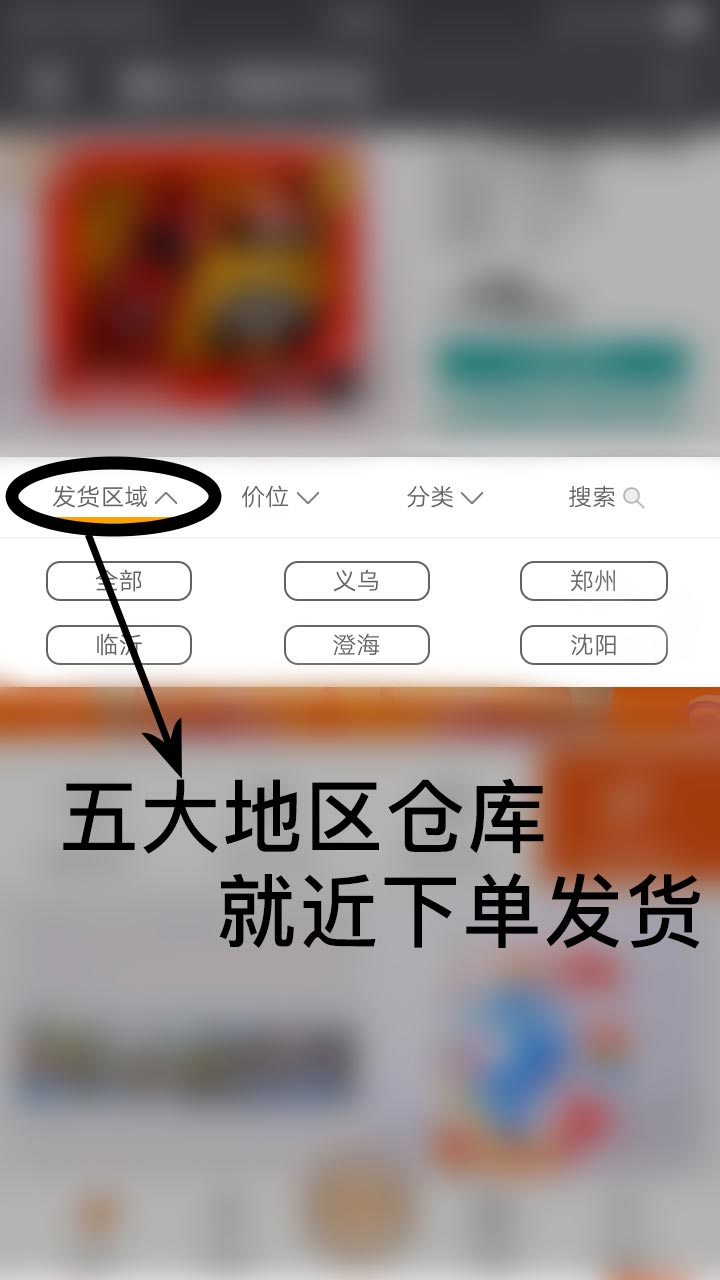 发货区域 价位 分类 搜索
全部 义乌 郑州
临沂 澄海 沈阳
五大地区仓库
就近下单发货